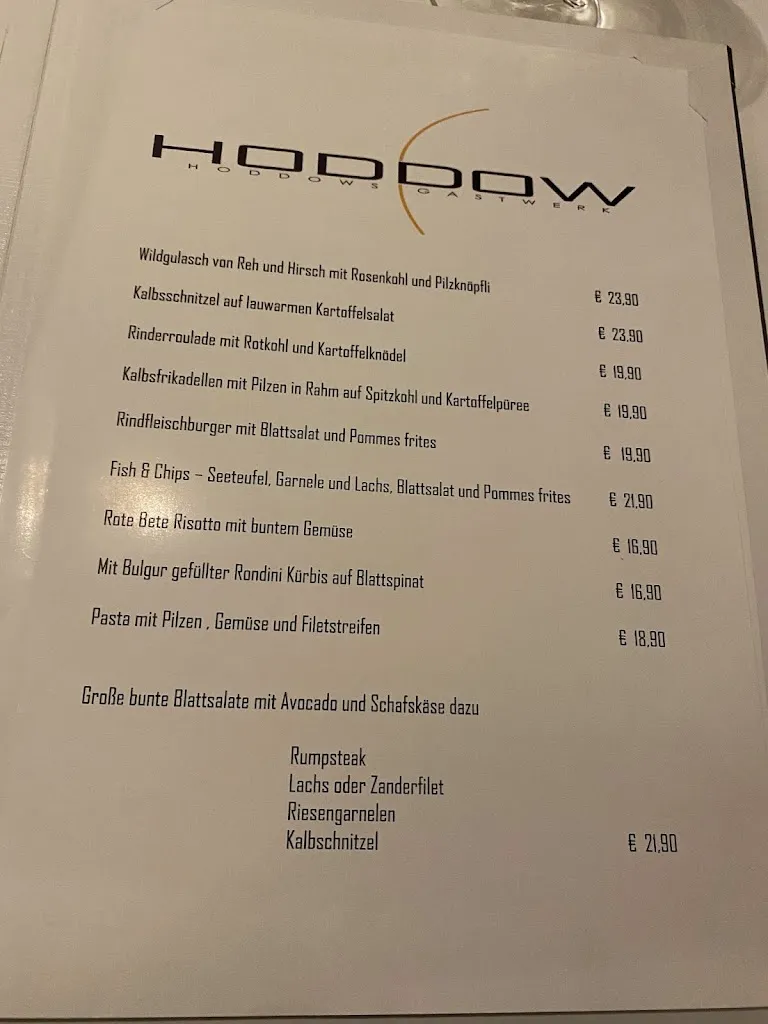 HODDOW
HODDOWS GASTWERK
Wildgulasch von Reh und Hirsch mit Rosenkohl und Pilzknöpfli € 23,90
Kalbsschnitzel auf lauwarmen Kartoffelsalat € 23,90
Rinderroulade mit Rotkohl und Kartoffelknödel € 19,90
Kalbsfrikadellen mit Pilzen in Rahm auf Spitzkohl und Kartoffelpüree € 19,90
Rindfleischburger mit Blattsalat und Pommes frites € 19,90
Fish & Chips – Seeteufel, Garnele und Lachs, Blattsalat und Pommes frites € 21,90
Rote Bete Risotto mit buntem Gemüse € 16,90
Mit Bulgur gefüllter Rondini Kürbis auf Blattspinat € 16,90
Pasta mit Pilzen , Gemüse und Filetstreifen € 18,90
Große bunte Blattsalate mit Avocado und Schafskäse dazu
Rumpsteak
Lachs oder Zanderfilet
Riesengarnelen
Kalbschnitzel € 21,90